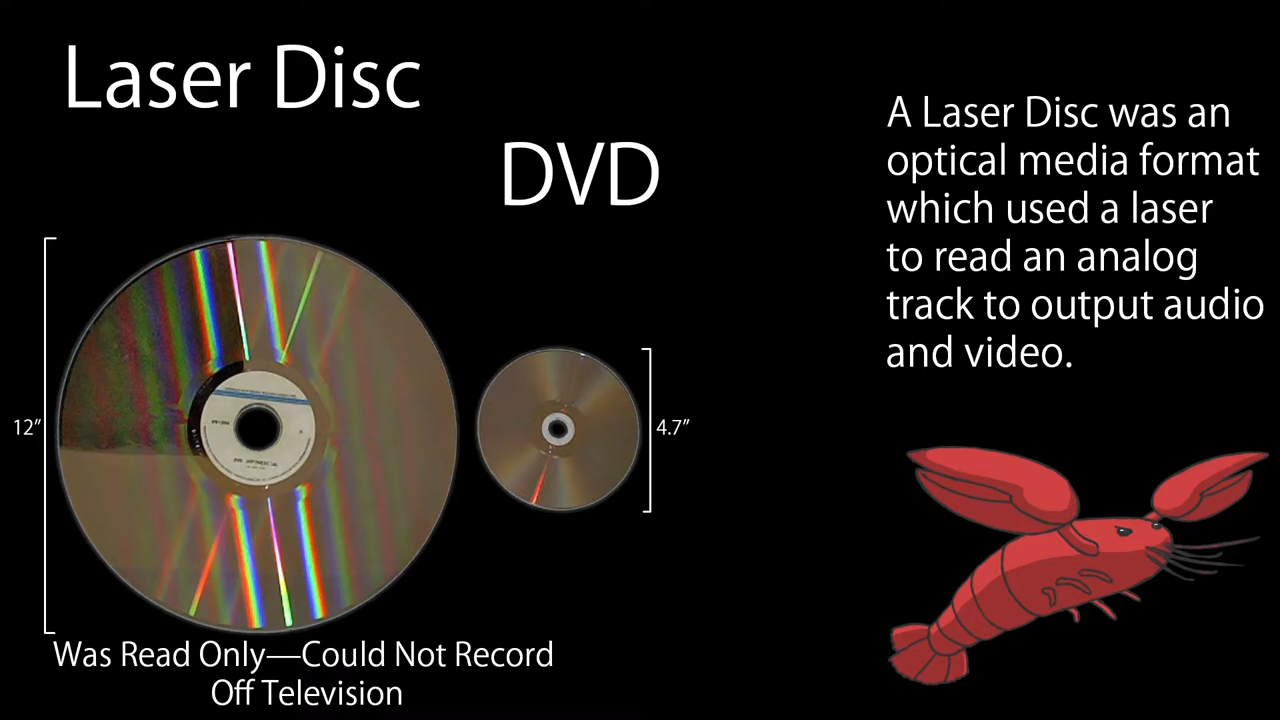 Laser Disc
DVD
A Laser Disc was an
optical media format
which used a laser
to read an analog
track to output audio
and video.
12”
4.7”
Was Read Only—Could Not Record
Off Television